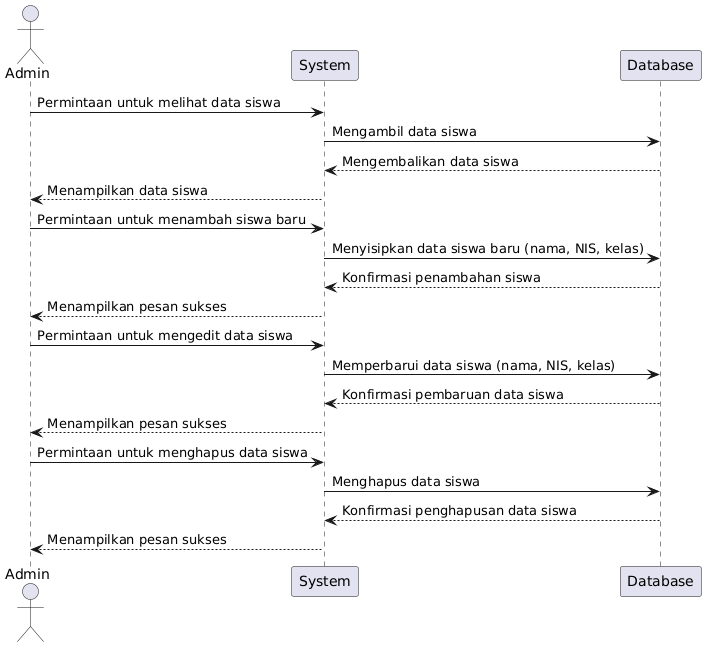 Admin
System
Database
Permintaan untuk melihat data siswa
Mengambil data siswa
Mengembalikan data siswa
Menampilkan data siswa
Permintaan untuk menambah siswa baru
Menyisipkan data siswa baru (nama, NIS, kelas)
Konfirmasi penambahan siswa
Menampilkan pesan sukses
Permintaan untuk mengedit data siswa
Memperbarui data siswa (nama, NIS, kelas)
Konfirmasi pembaruan data siswa
Menampilkan pesan sukses
Permintaan untuk menghapus data siswa
Menghapus data siswa
Konfirmasi penghapusan data siswa
Menampilkan pesan sukses
Admin
System
Database